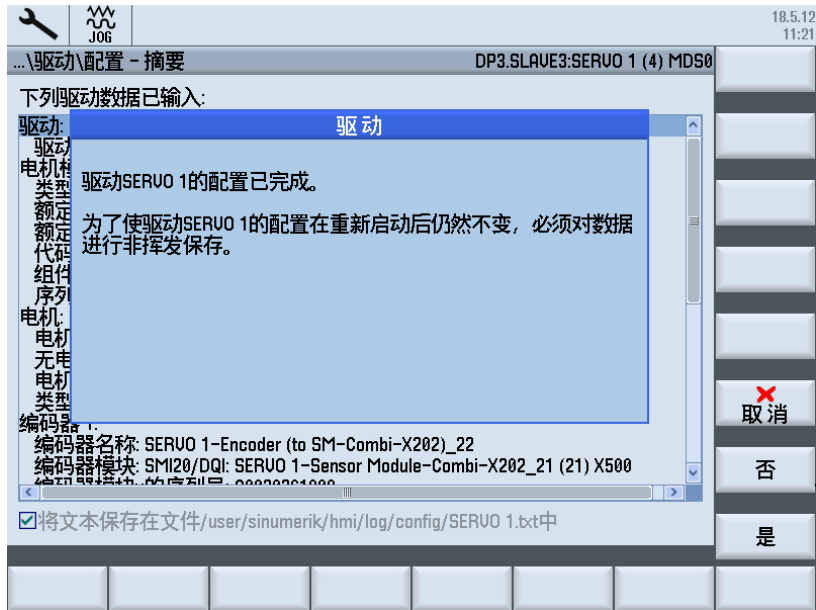 18.5.12
JOG
11:21
...\驱动\配置 - 摘要 DP3.SLAVE3:SERVO 1 (4) MDS0
下列驱动数据已输入:
驱动:
驱动
驱动
驱动SERVO 1的配置已完成。
为了使驱动SERVO 1的配置在重新启动后仍然不变，必须对数据
进行非挥发保存。
类型
额定
额定
代码
组件
序列
电机:
电机
无电
电机
类型
取消
编码器 1:
编码器名称: SERVO 1-Encoder (to SM-Combi-X202)_22
编码器模块: SMI20/DQI: SERVO 1-Sensor Module-Combi-X202_21 (21) X500
否
☑将文本保存在文件/user/sinumerik/hmi/log/config/SERVO 1.txt中
是